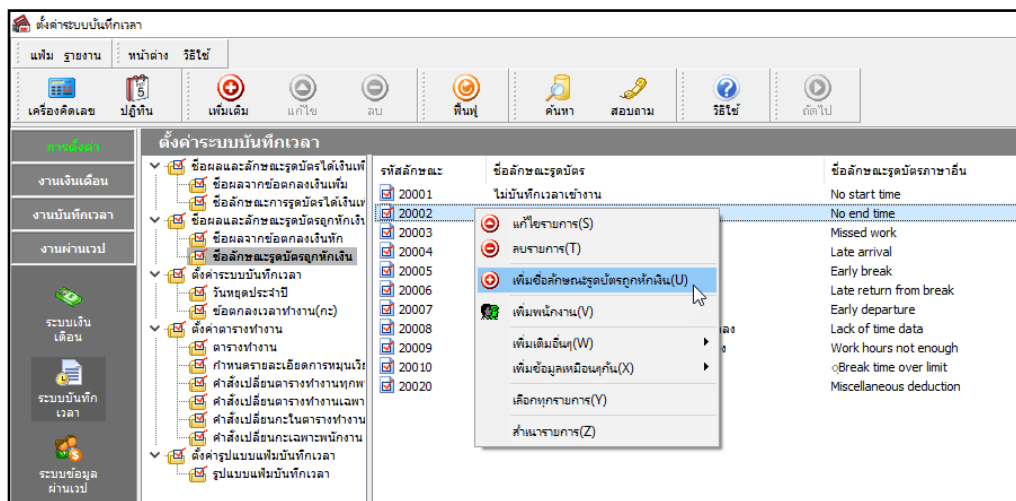 ตั้งค่าระบบบันทึกเวลา
แฟ้ม รายงาน หน้าต่าง วิธีใช้
เครื่องคิดเลข ปฏิทิน เพิ่มเติม แก้ไข ลบ ฟื้นฟู ค้นหา สอบถาม วิธีใช้ ถัดไป
การตั้งค่า
งานเงินเดือน
งานบันทึกเวลา
งานผ่านเวป
ระบบเงิน
เดือน
ระบบบันทึก
เวลา
ระบบข้อมูล
ผ่านเวป
ตั้งค่าระบบบันทึกเวลา
ชื่อผลและลักษณะรูดบัตรได้เงินเพิ่
ชื่อผลจากข้อตกลงเงินเพิ่ม
ชื่อลักษณะการรูดบัตรได้เงินเพ
ชื่อผลและลักษณะรูดบัตรถูกหักเงิ
ชื่อผลจากข้อตกลงเงินหัก
ชื่อลักษณะรูดบัตรถูกหักเงิน
ตั้งค่าระบบบันทึกเวลา
วันหยุดประจำปี
ข้อตกลงเวลาทำงาน(กะ)
ตั้งค่าตารางทำงาน
ตารางทำงาน
กำหนดรายละเอียดการหมุนเวี
คำสั่งเปลี่ยนตารางทำงานทุกพ
คำสั่งเปลี่ยนตารางทำงานเฉพา
คำสั่งเปลี่ยนกะในตารางทำงาน
คำสั่งเปลี่ยนกะเฉพาะพนักงาน
ตั้งค่ารูปแบบแฟ้มบันทึกเวลา
รูปแบบแฟ้มบันทึกเวลา
รหัสลักษณะ ชื่อลักษณะรูดบัตร ชื่อลักษณะรูดบัตรภาษาอื่น
20001 ไม่บันทึกเวลาเข้างาน No start time
20002 No end time
20003 Missed work
20004 Late arrival
20005 Early break
20006 Late return from break
20007 Early departure
20008 ลง Lack of time data
20009 Work hours not enough
20010 Break time over limit
20020 Miscellaneous deduction
แก้ไขรายการ(S)
ลบรายการ(T)
เพิ่มชื่อลักษณะรูดบัตรถูกหักเงิน(U)
เพิ่มพนักงาน(V)
เพิ่มเติมอื่นๆ(W)
เพิ่มข้อมูลเหมือนๆกัน(X)
เลือกทุกรายการ(Y)
สำเนารายการ(Z)